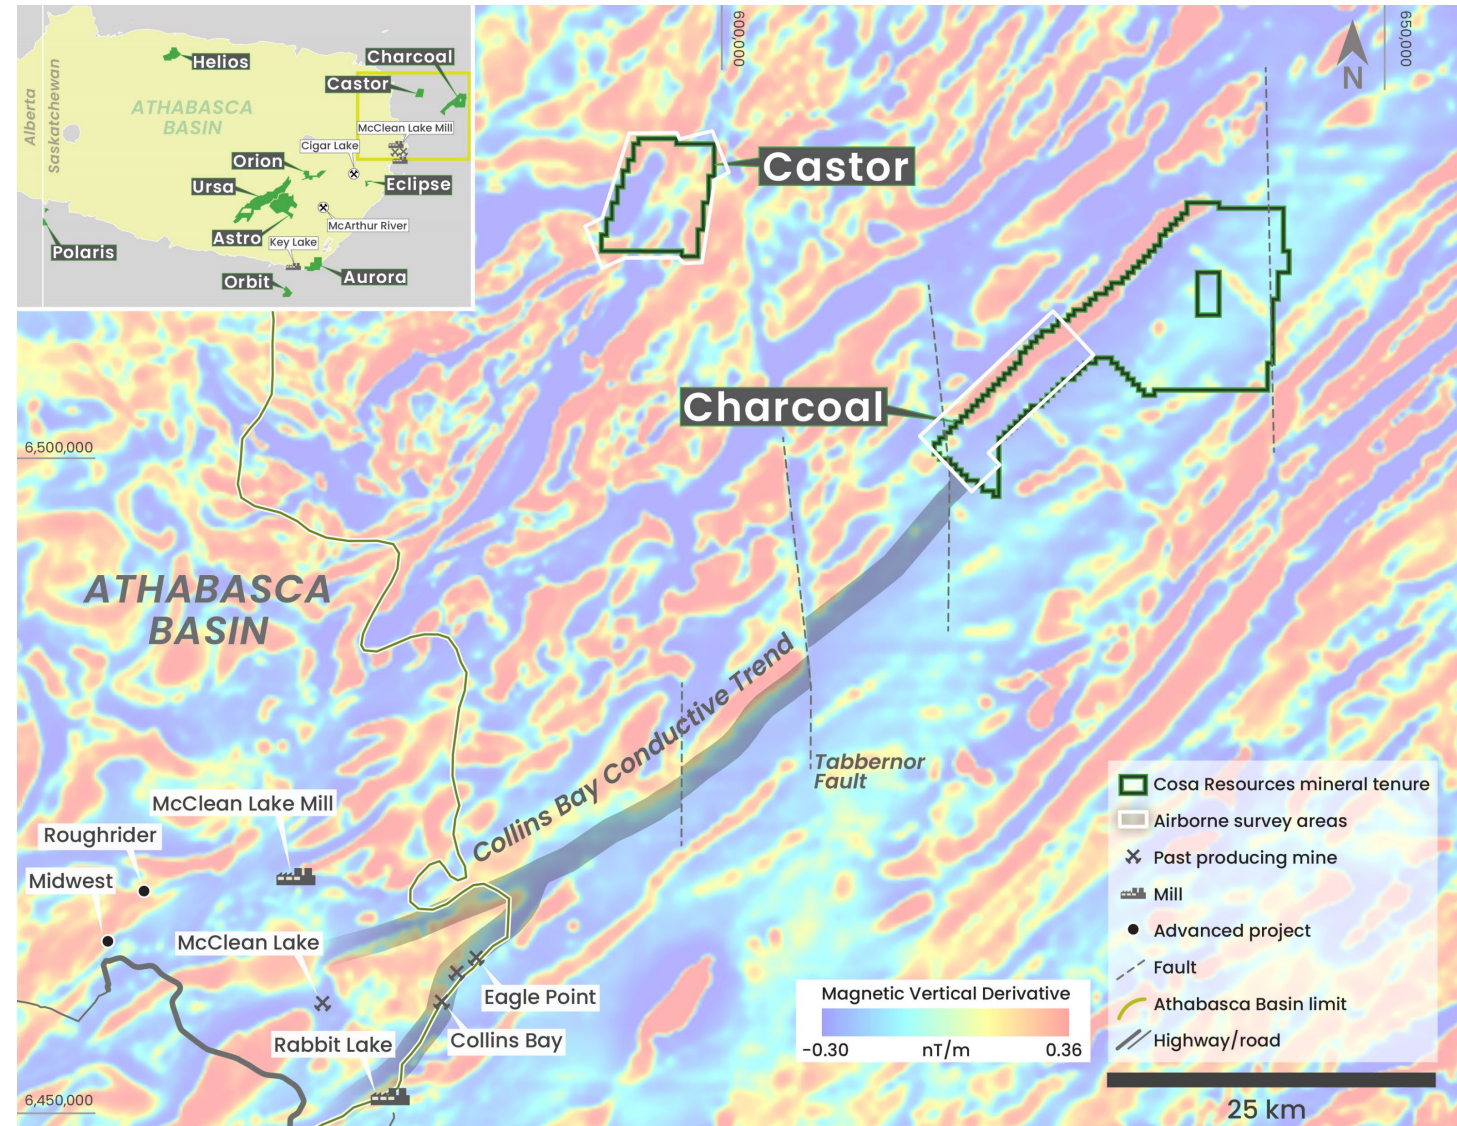 Alberta
Saskatchewan
Helios
Charcoal
Castor
ATHABASCA
BASIN
McClean Lake Mill
Cigar Lake
Orion
Ursa
Eclipse
McArthur River
Astro
Key Lake
Polaris
Orbit
Aurora
600,000
650,000
N
Castor
Charcoal
6,500,000
ATHABASCA
BASIN
Collins Bay Conductive Trend
Tabbernor
Fault
McClean Lake Mill
Roughrider
Midwest
McClean Lake
Eagle Point
Collins Bay
Rabbit Lake
6,450,000
Magnetic Vertical Derivative
−0.30 nT/m 0.36
Cosa Resources mineral tenure
Airborne survey areas
Past producing mine
Mill
Advanced project
Fault
Athabasca Basin limit
Highway/road
25 km